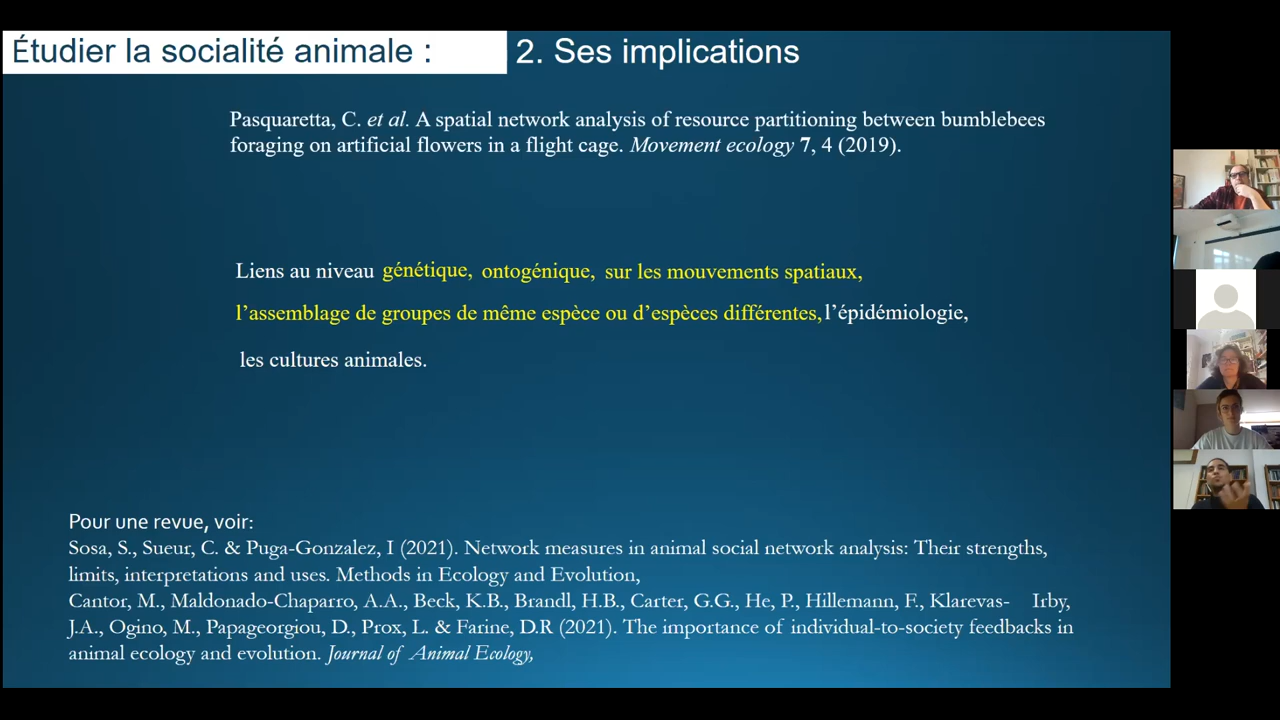 Étudier la socialité animale : 2. Ses implications
Pasquaretta, C. et al. A spatial network analysis of resource partitioning between bumblebees
foraging on artificial flowers in a flight cage. Movement ecology 7, 4 (2019).
Liens au niveau génétique, ontogénique, sur les mouvements spatiaux,
l’assemblage de groupes de même espèce ou d’espèces différentes, l’épidémiologie,
les cultures animales.
Pour une revue, voir:
Sosa, S., Sueur, C. & Puga-Gonzalez, I (2021). Network measures in animal social network analysis: Their strengths,
limits, interpretations and uses. Methods in Ecology and Evolution,
Cantor, M., Maldonado-Chaparro, A.A., Beck, K.B., Brandl, H.B., Carter, G.G., He, P., Hillemann, F., Klarevas- Irby,
J.A., Ogino, M., Papageorgiou, D., Prox, L. & Farine, D.R (2021). The importance of individual-to-society feedbacks in
animal ecology and evolution. Journal of Animal Ecology,